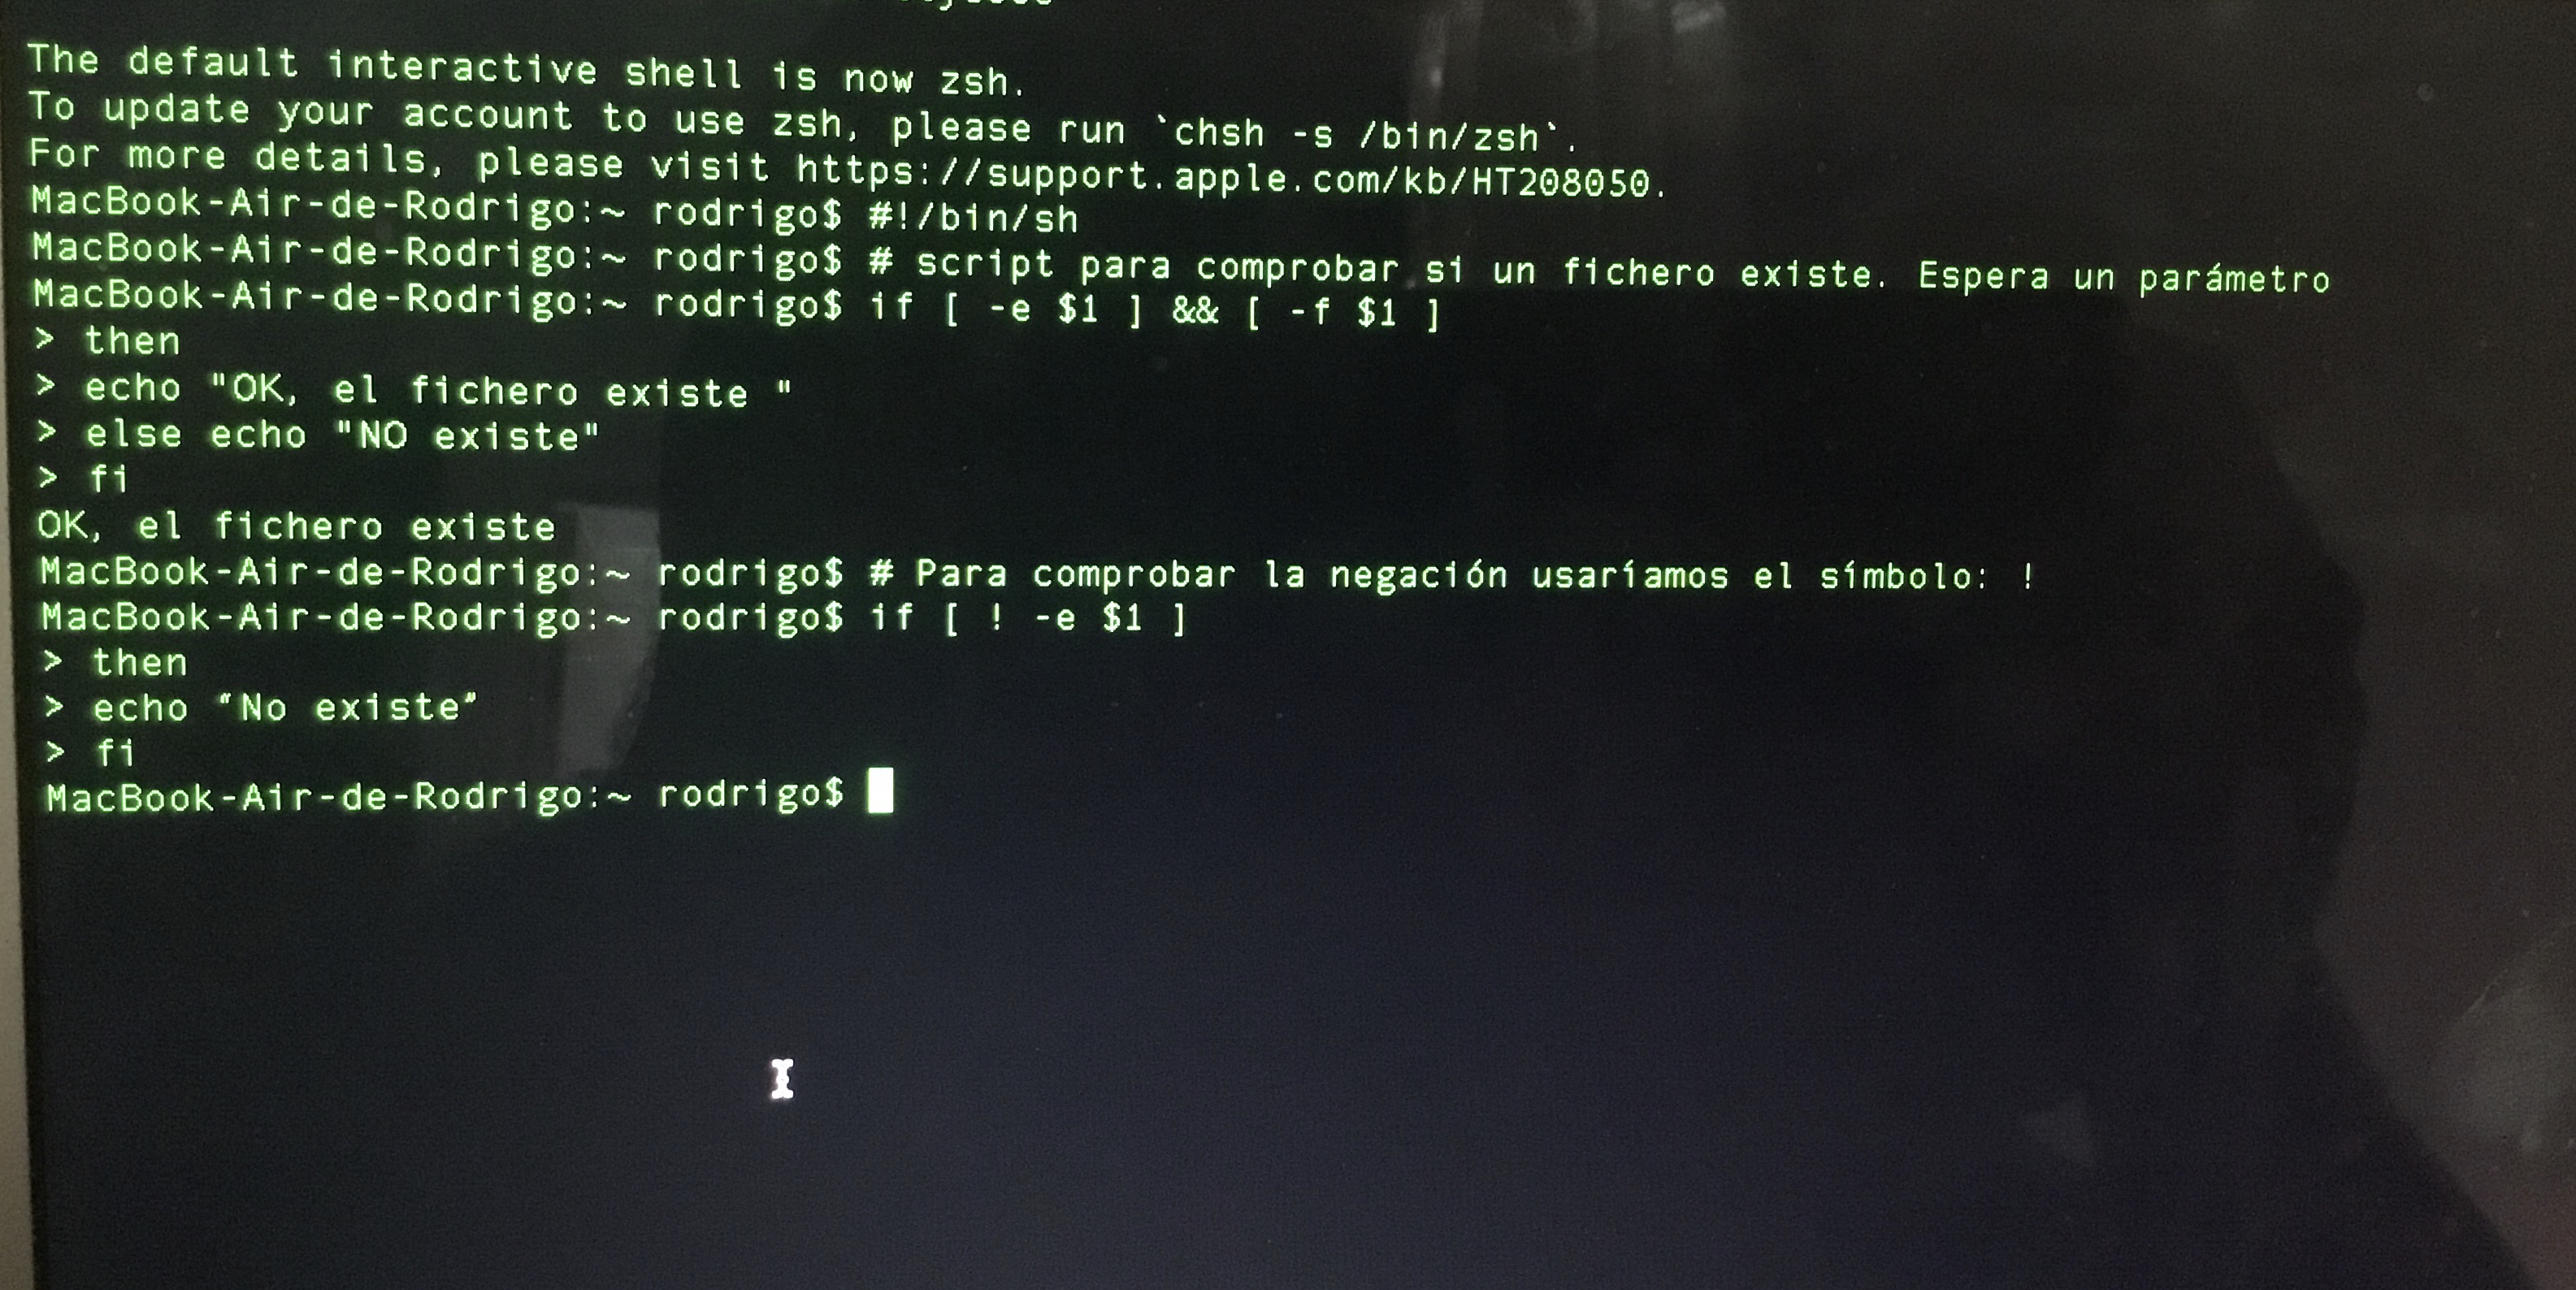 The default interactive shell is now zsh.
To update your account to use zsh, please run `chsh -s /bin/zsh`.
For more details, please visit https://support.apple.com/kb/HT208050.
MacBook-Air-de-Rodrigo:~ rodrigo$ #!/bin/sh
MacBook-Air-de-Rodrigo:~ rodrigo$ # script para comprobar si un fichero existe. Espera un parámetro
MacBook-Air-de-Rodrigo:~ rodrigo$ if [ -e $1 ] && [ -f $1 ]
> then
> echo "OK, el fichero existe "
> else echo "NO existe"
> fi
OK, el fichero existe
MacBook-Air-de-Rodrigo:~ rodrigo$ # Para comprobar la negación usaríamos el símbolo: !
MacBook-Air-de-Rodrigo:~ rodrigo$ if [ ! -e $1 ]
> then
> echo “No existe”
> fi
MacBook-Air-de-Rodrigo:~ rodrigo$